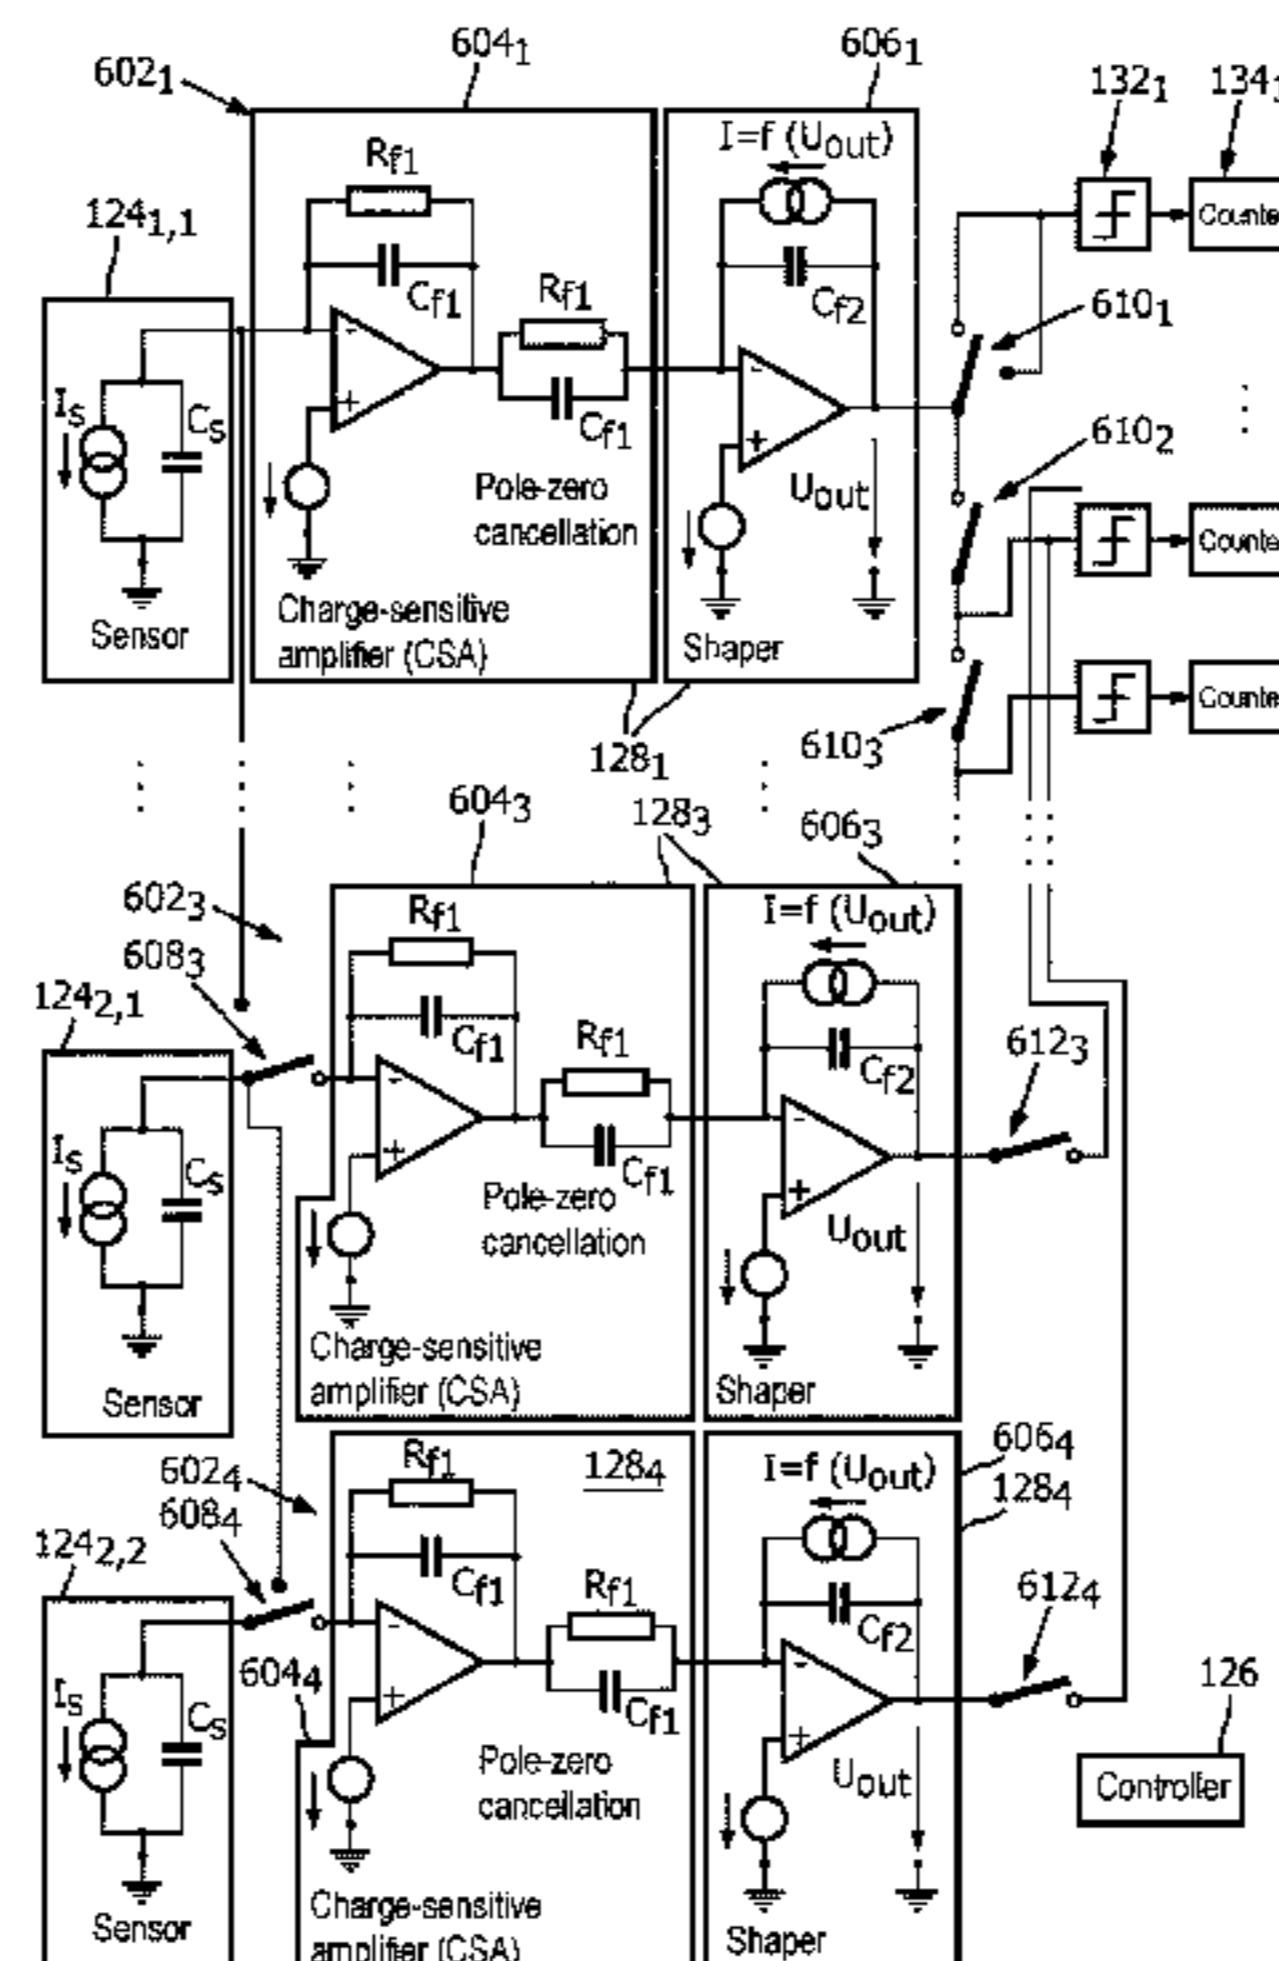 602₁
604₁
606₁
132₁
134₁
I=f (Uout)
Rf1
124₁,₁
Cf1
Rf1
Cf2
610₁
Is
Cs
Cf1
610₂
Pole-zero
cancellation
Uout
Charge-sensitive
amplifier (CSA)
Sensor
Shaper
128₁
610₃
604₃
128₃
606₃
602₃
608₃
Rf1
I=f (Uout)
124₂,₁
Cf1
Rf1
Cf2
612₃
Is
Cs
Cf1
Pole-zero
cancellation
Uout
Charge-sensitive
amplifier (CSA)
Sensor
Shaper
602₄
608₄
Rf1
128₄
I=f (Uout)
606₄
128₄
124₂,₂
Cf1
Rf1
Cf2
612₄
604₄
Is
Cs
Cf1
126
Pole-zero
cancellation
Uout
Controller
Charge-sensitive
amplifier (CSA)
Sensor
Shaper